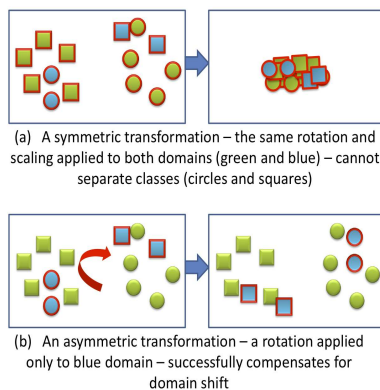 (a) A symmetric transformation – the same rotation and
scaling applied to both domains (green and blue) – cannot
separate classes (circles and squares)
(b) An asymmetric transformation – a rotation applied
only to blue domain – successfully compensates for
domain shift